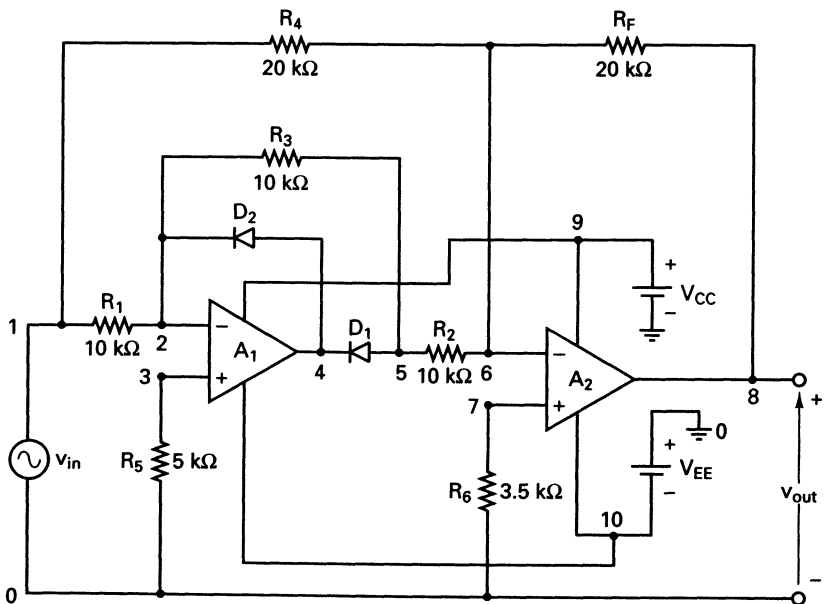 R4
20 kΩ
RF
20 kΩ
R3
10 kΩ
D2
9
+
VCC
−
1
R1
10 kΩ
2
−
A1
+
3
4
D1
5
R2
10 kΩ
6
−
A2
+
7
8
+
vin
R5
5 kΩ
R6
3.5 kΩ
+
VEE
−
0
vout
10
0
−